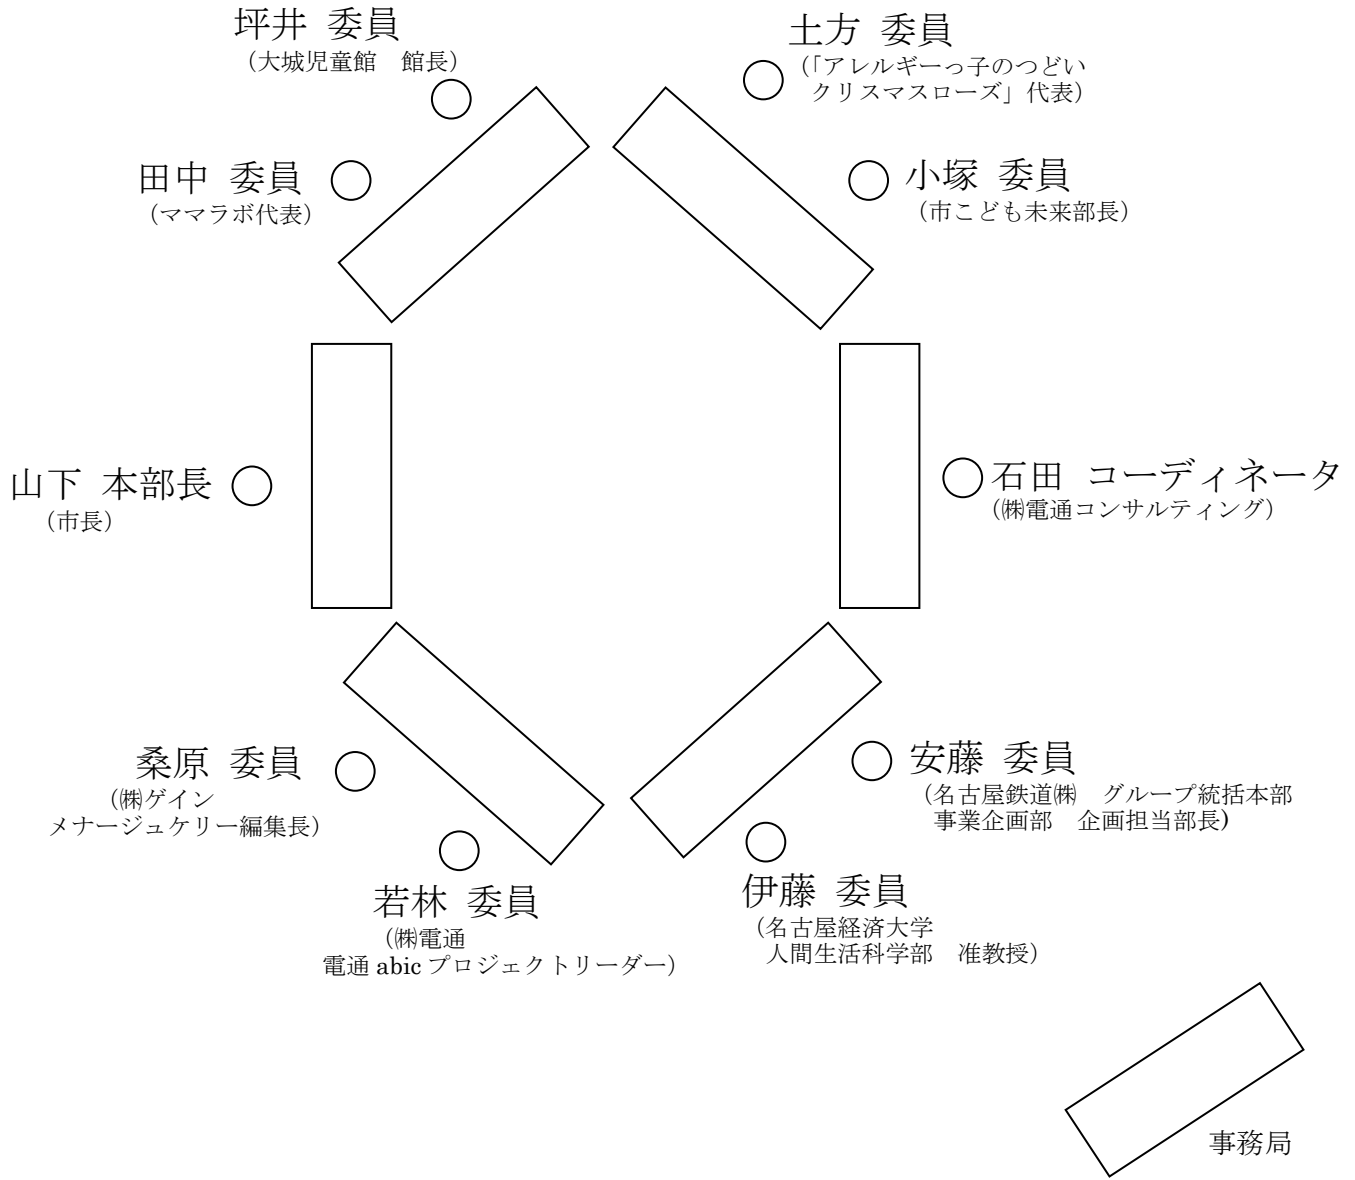 坪井 委員
（大城児童館　館長）
土方 委員
（「アレルギーっ子のつどい
クリスマスローズ」代表）
田中 委員
（ママラボ代表）
小塚 委員
（市こども未来部長）
山下 本部長
（市長）
石田 コーディネータ
（㈱電通コンサルティング）
桑原 委員
（㈱ゲイン
メナージュケリー編集長）
安藤 委員
（名古屋鉄道㈱　グループ統括本部
事業企画部　企画担当部長)
若林 委員
（㈱電通
電通 abic プロジェクトリーダー）
伊藤 委員
（名古屋経済大学
人間生活科学部　准教授）
事務局